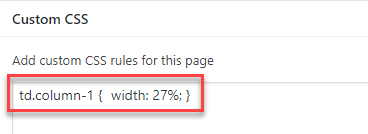 Custom CSS
Add custom CSS rules for this page
td.column-1 {  width: 27%; }